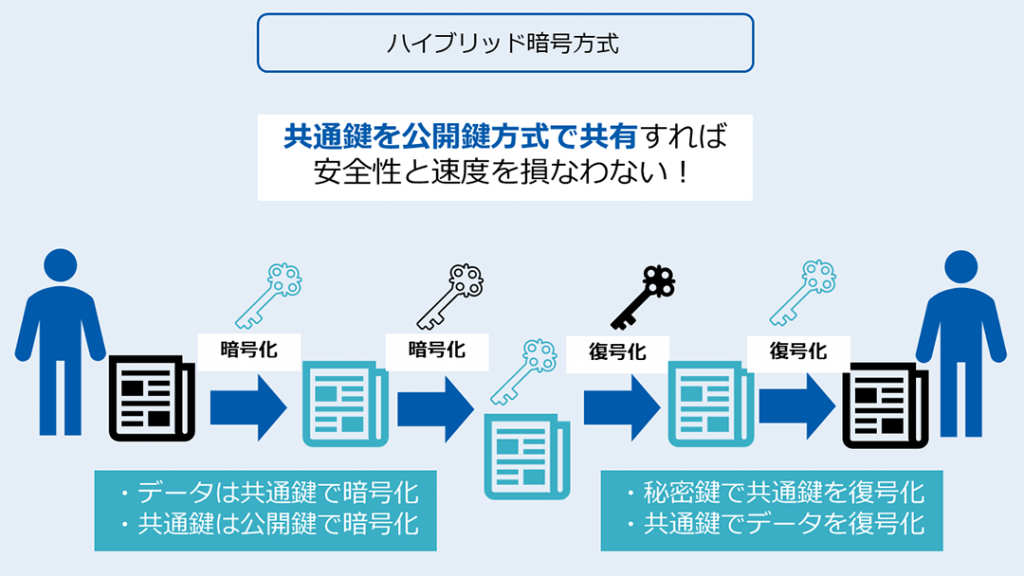 ハイブリッド暗号方式
共通鍵を公開鍵方式で共有すれば
安全性と速度を損なわない！
暗号化
暗号化
復号化
復号化
・データは共通鍵で暗号化
・共通鍵は公開鍵で暗号化
・秘密鍵で共通鍵を復号化
・共通鍵でデータを復号化